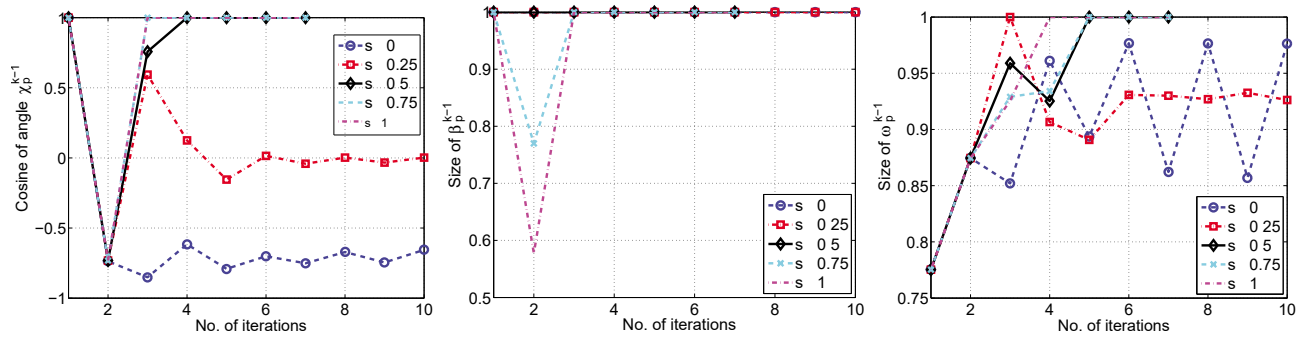 Cosine of angle χ_p^{k−1}
1
0.5
0
−0.5
−1
2 4 6 8 10
No. of iterations
s 0
s 0.25
s 0 5
s 0.75
s 1
Size of β_p^{k−1}
1
0.9
0.8
0.7
0.6
0.5
2 4 6 8 10
No. of iterations
s 0
s 0 25
s 0 5
s 0.75
s 1
Size of ω_p^{k−1}
1
0.95
0.9
0.85
0.8
0.75
2 4 6 8 10
No. of iterations
s 0
s 0 25
s 0 5
s 0.75
s 1